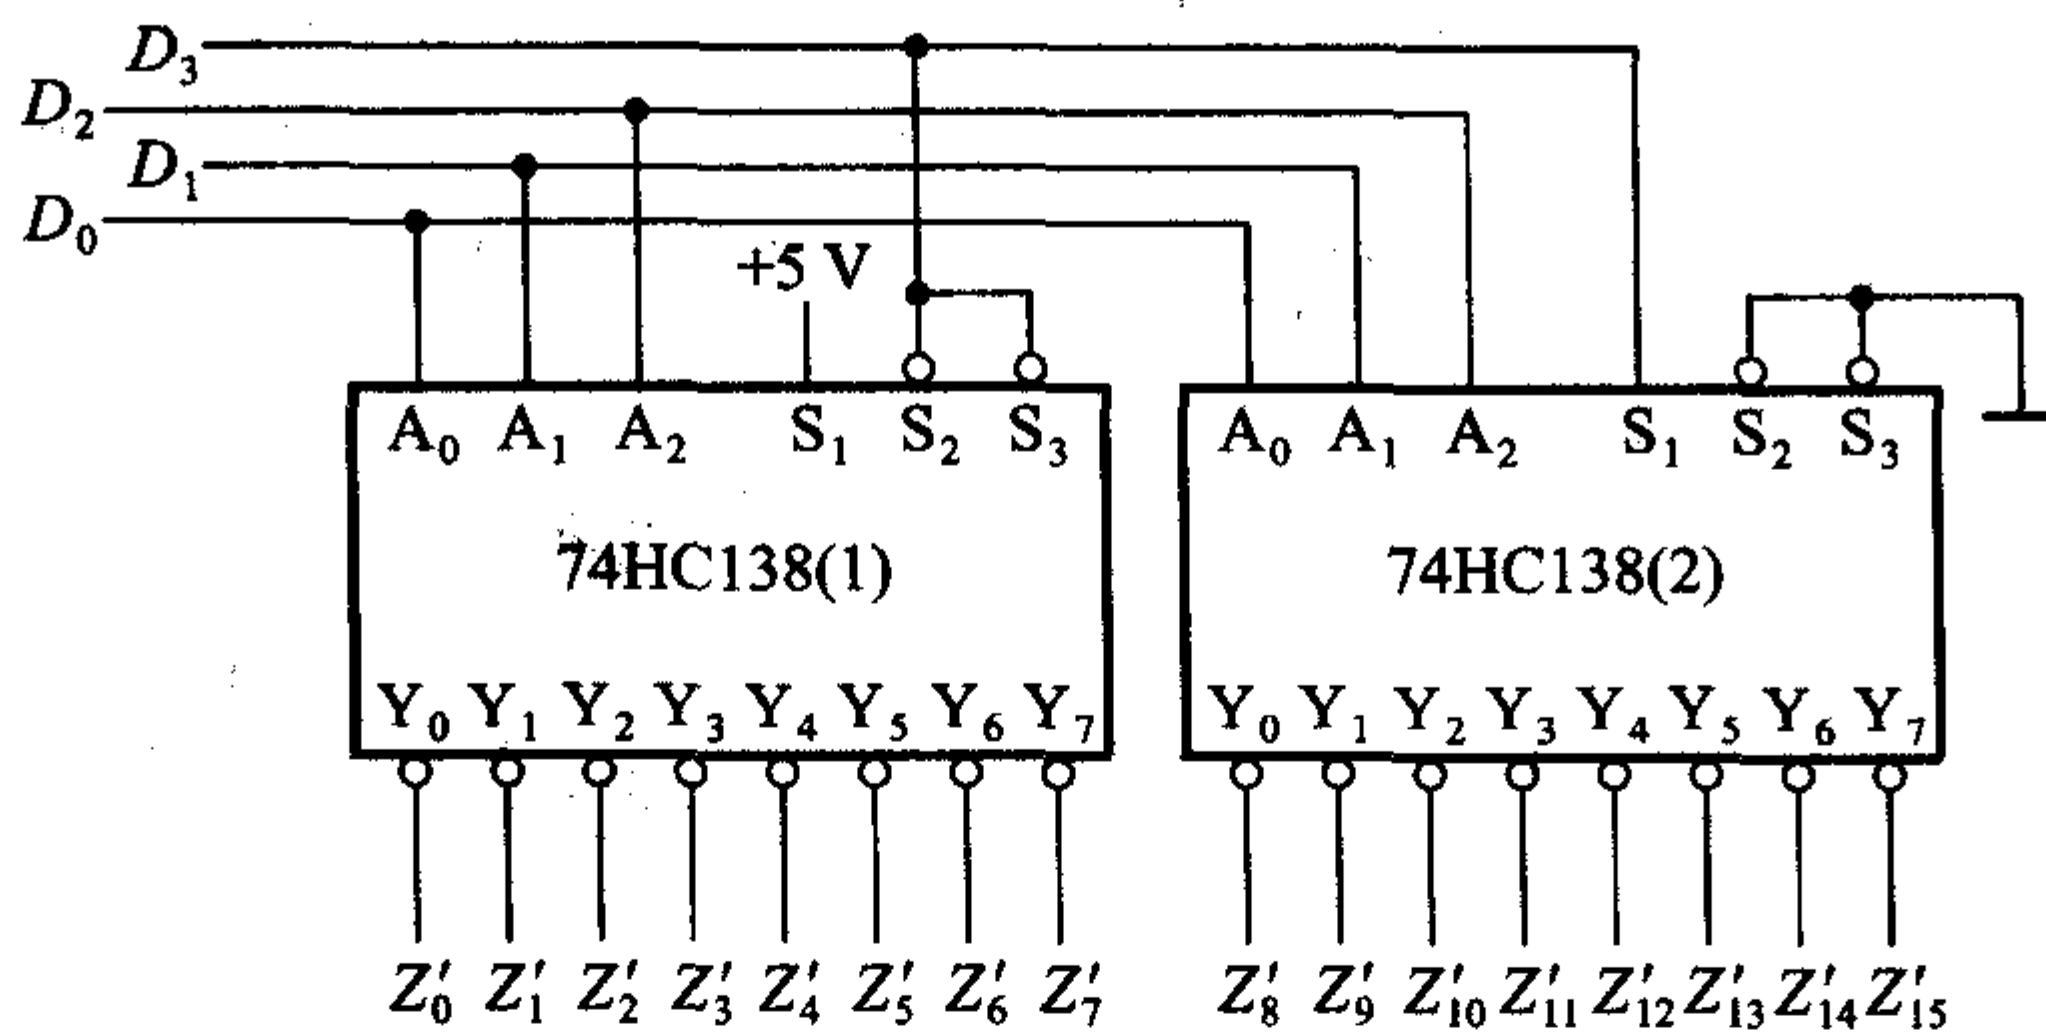 D₃
D₂
D₁
D₀
+5 V
A₀ A₁ A₂ S₁ S₂ S₃
A₀ A₁ A₂ S₁ S₂ S₃
74HC138(1)
74HC138(2)
Y₀ Y₁ Y₂ Y₃ Y₄ Y₅ Y₆ Y₇
Y₀ Y₁ Y₂ Y₃ Y₄ Y₅ Y₆ Y₇
Z′₀ Z′₁ Z′₂ Z′₃ Z′₄ Z′₅ Z′₆ Z′₇
Z′₈ Z′₉ Z′₁₀ Z′₁₁ Z′₁₂ Z′₁₃ Z′₁₄ Z′₁₅